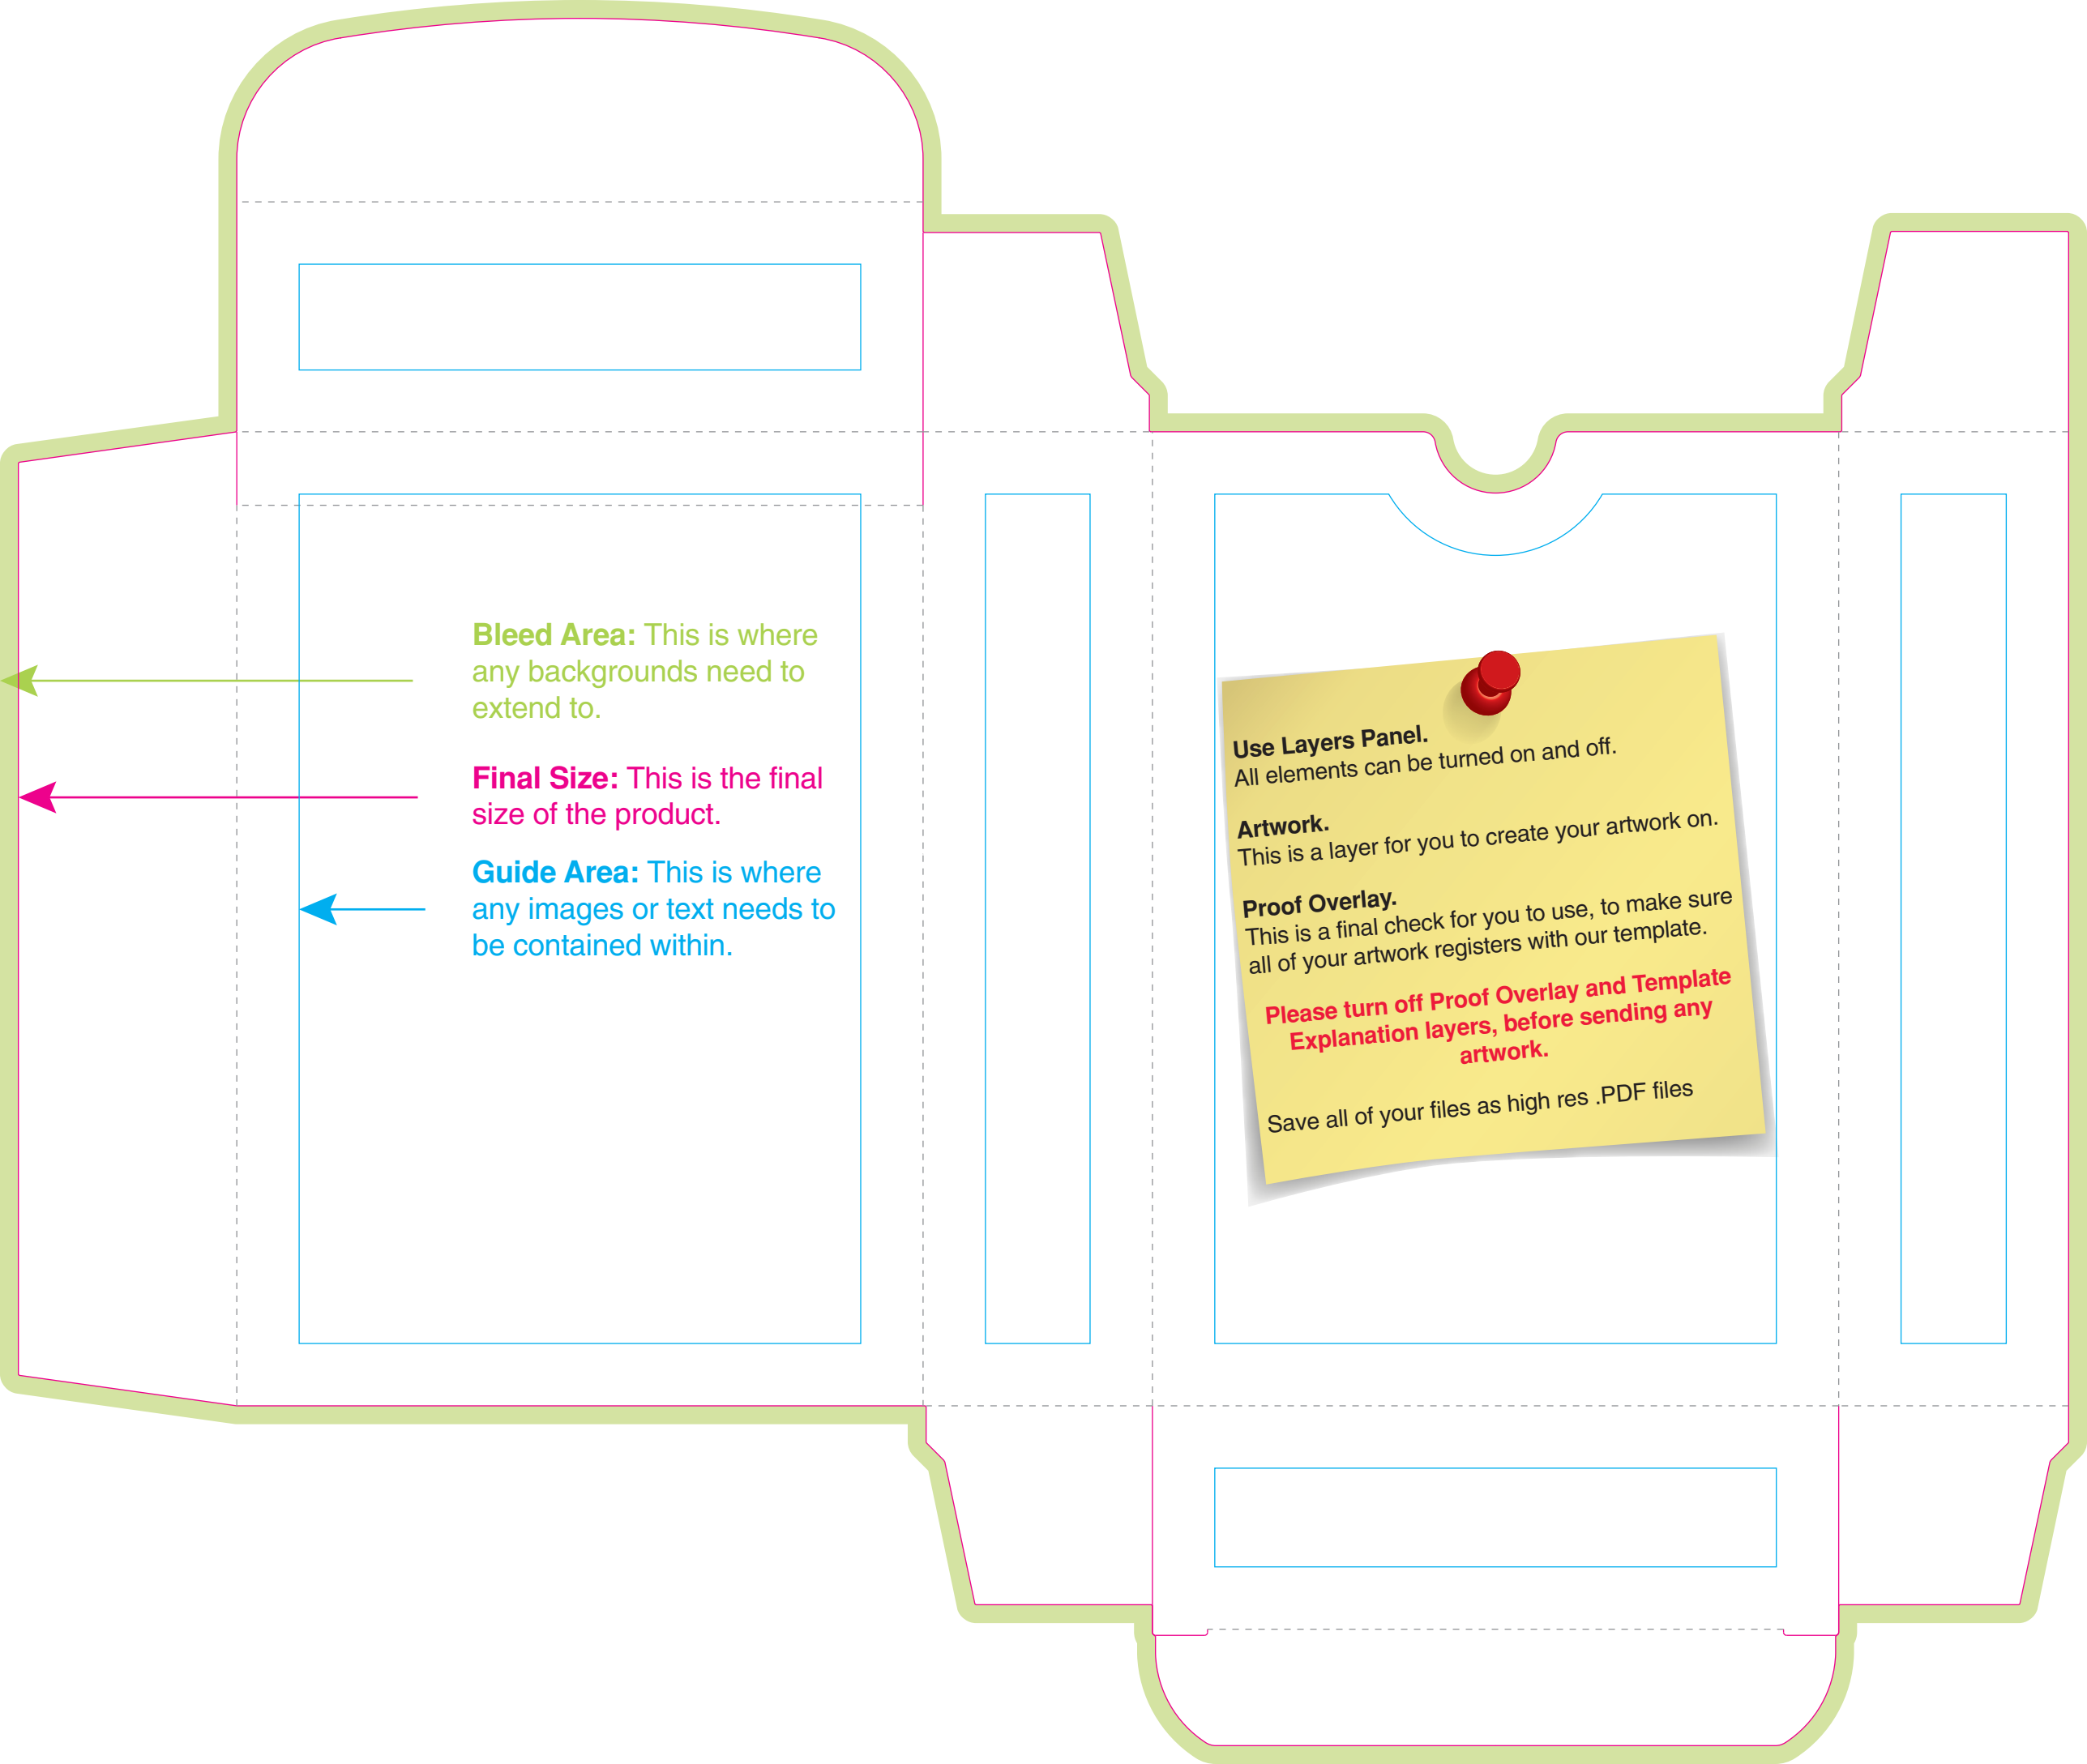 Bleed Area: This is where
any backgrounds need to
extend to.
Final Size: This is the final
size of the product.
Guide Area: This is where
any images or text needs to
be contained within.
Use Layers Panel.
All elements can be turned on and off.
Artwork.
This is a layer for you to create your artwork on.
Proof Overlay.
This is a final check for you to use, to make sure
all of your artwork registers with our template.
Please turn off Proof Overlay and Template
Explanation layers, before sending any
artwork.
Save all of your files as high res .PDF files